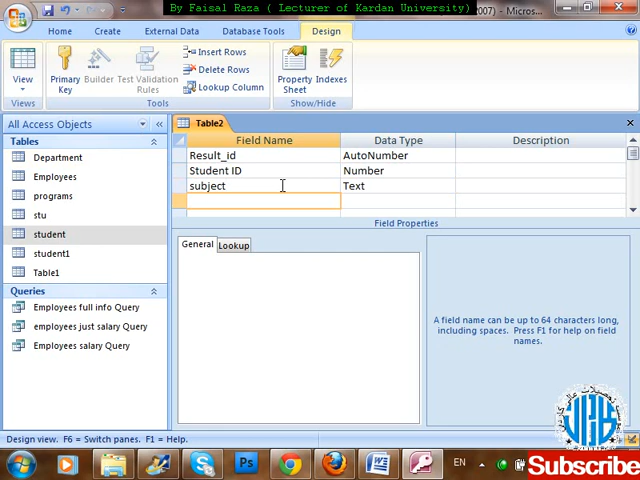 By Faisal Raza ( Lecturer of Kardan University)
2007) - Micros...
Home Create External Data Database Tools Design
View
Primary Key
Builder
Test Validation Rules
Insert Rows
Delete Rows
Lookup Column
Property Sheet
Indexes
Views Tools Show/Hide
All Access Objects
Tables
Department
Employees
programs
stu
student
student1
Table1
Queries
Employees full info Query
employees just salary Query
Employees salary Query
Table2
Field Name Data Type Description
Result_id AutoNumber
Student ID Number
subject Text
Field Properties
General Lookup
A field name can be up to 64 characters long,
including spaces. Press F1 for help on field
names.
Design view. F6 = Switch panes. F1 = Help.
Ps
EN
Subscribe